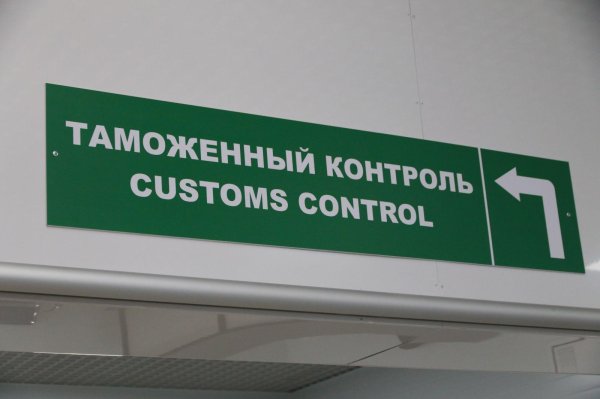 ТАМОЖЕННЫЙ КОНТРОЛЬ
CUSTOMS CONTROL